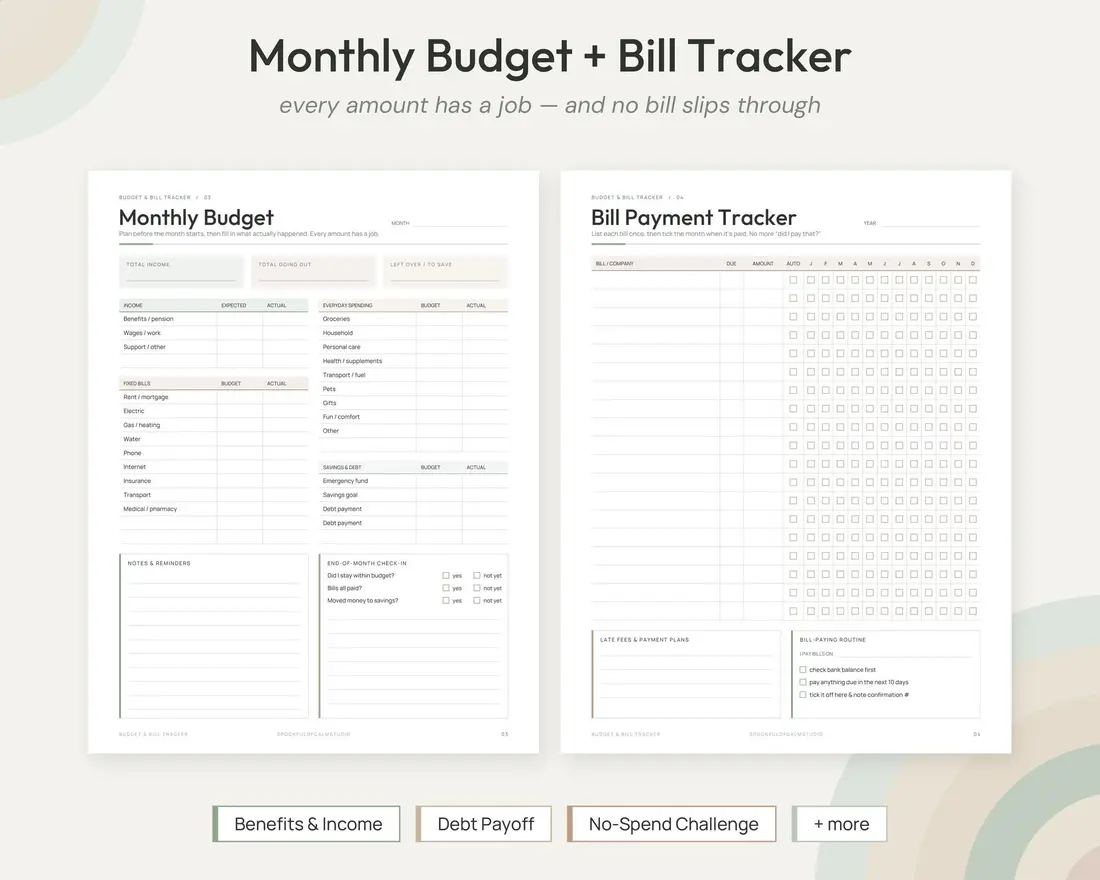 Monthly Budget + Bill Tracker
every amount has a job — and no bill slips through
BUDGET & BILL TRACKER / 03
Monthly Budget
MONTH
Plan before the month starts, then fill in what actually happened. Every amount has a job.
TOTAL INCOME
TOTAL GOING OUT
LEFT OVER / TO SAVE
INCOME EXPECTED ACTUAL
Benefits / pension
Wages / work
Support / other
FIXED BILLS BUDGET ACTUAL
Rent / mortgage
Electric
Gas / heating
Water
Phone
Internet
Insurance
Transport
Medical / pharmacy
EVERYDAY SPENDING BUDGET ACTUAL
Groceries
Household
Personal care
Health / supplements
Transport / fuel
Pets
Gifts
Fun / comfort
Other
SAVINGS & DEBT BUDGET ACTUAL
Emergency fund
Savings goal
Debt payment
Debt payment
NOTES & REMINDERS
END-OF-MONTH CHECK-IN
Did I stay within budget? yes not yet
Bills all paid? yes not yet
Moved money to savings? yes not yet
BUDGET & BILL TRACKER SPOONFULOFCALMSTUDIO 03
BUDGET & BILL TRACKER / 04
Bill Payment Tracker
YEAR
List each bill once, then tick the month when it's paid. No more "did I pay that?"
BILL / COMPANY DUE AMOUNT AUTO J F M A M J J A S O N D
LATE FEES & PAYMENT PLANS
BILL-PAYING ROUTINE
I PAY BILLS ON
check bank balance first
pay anything due in the next 10 days
tick it off here & note confirmation #
BUDGET & BILL TRACKER SPOONFULOFCALMSTUDIO 04
Benefits & Income
Debt Payoff
No-Spend Challenge
+ more